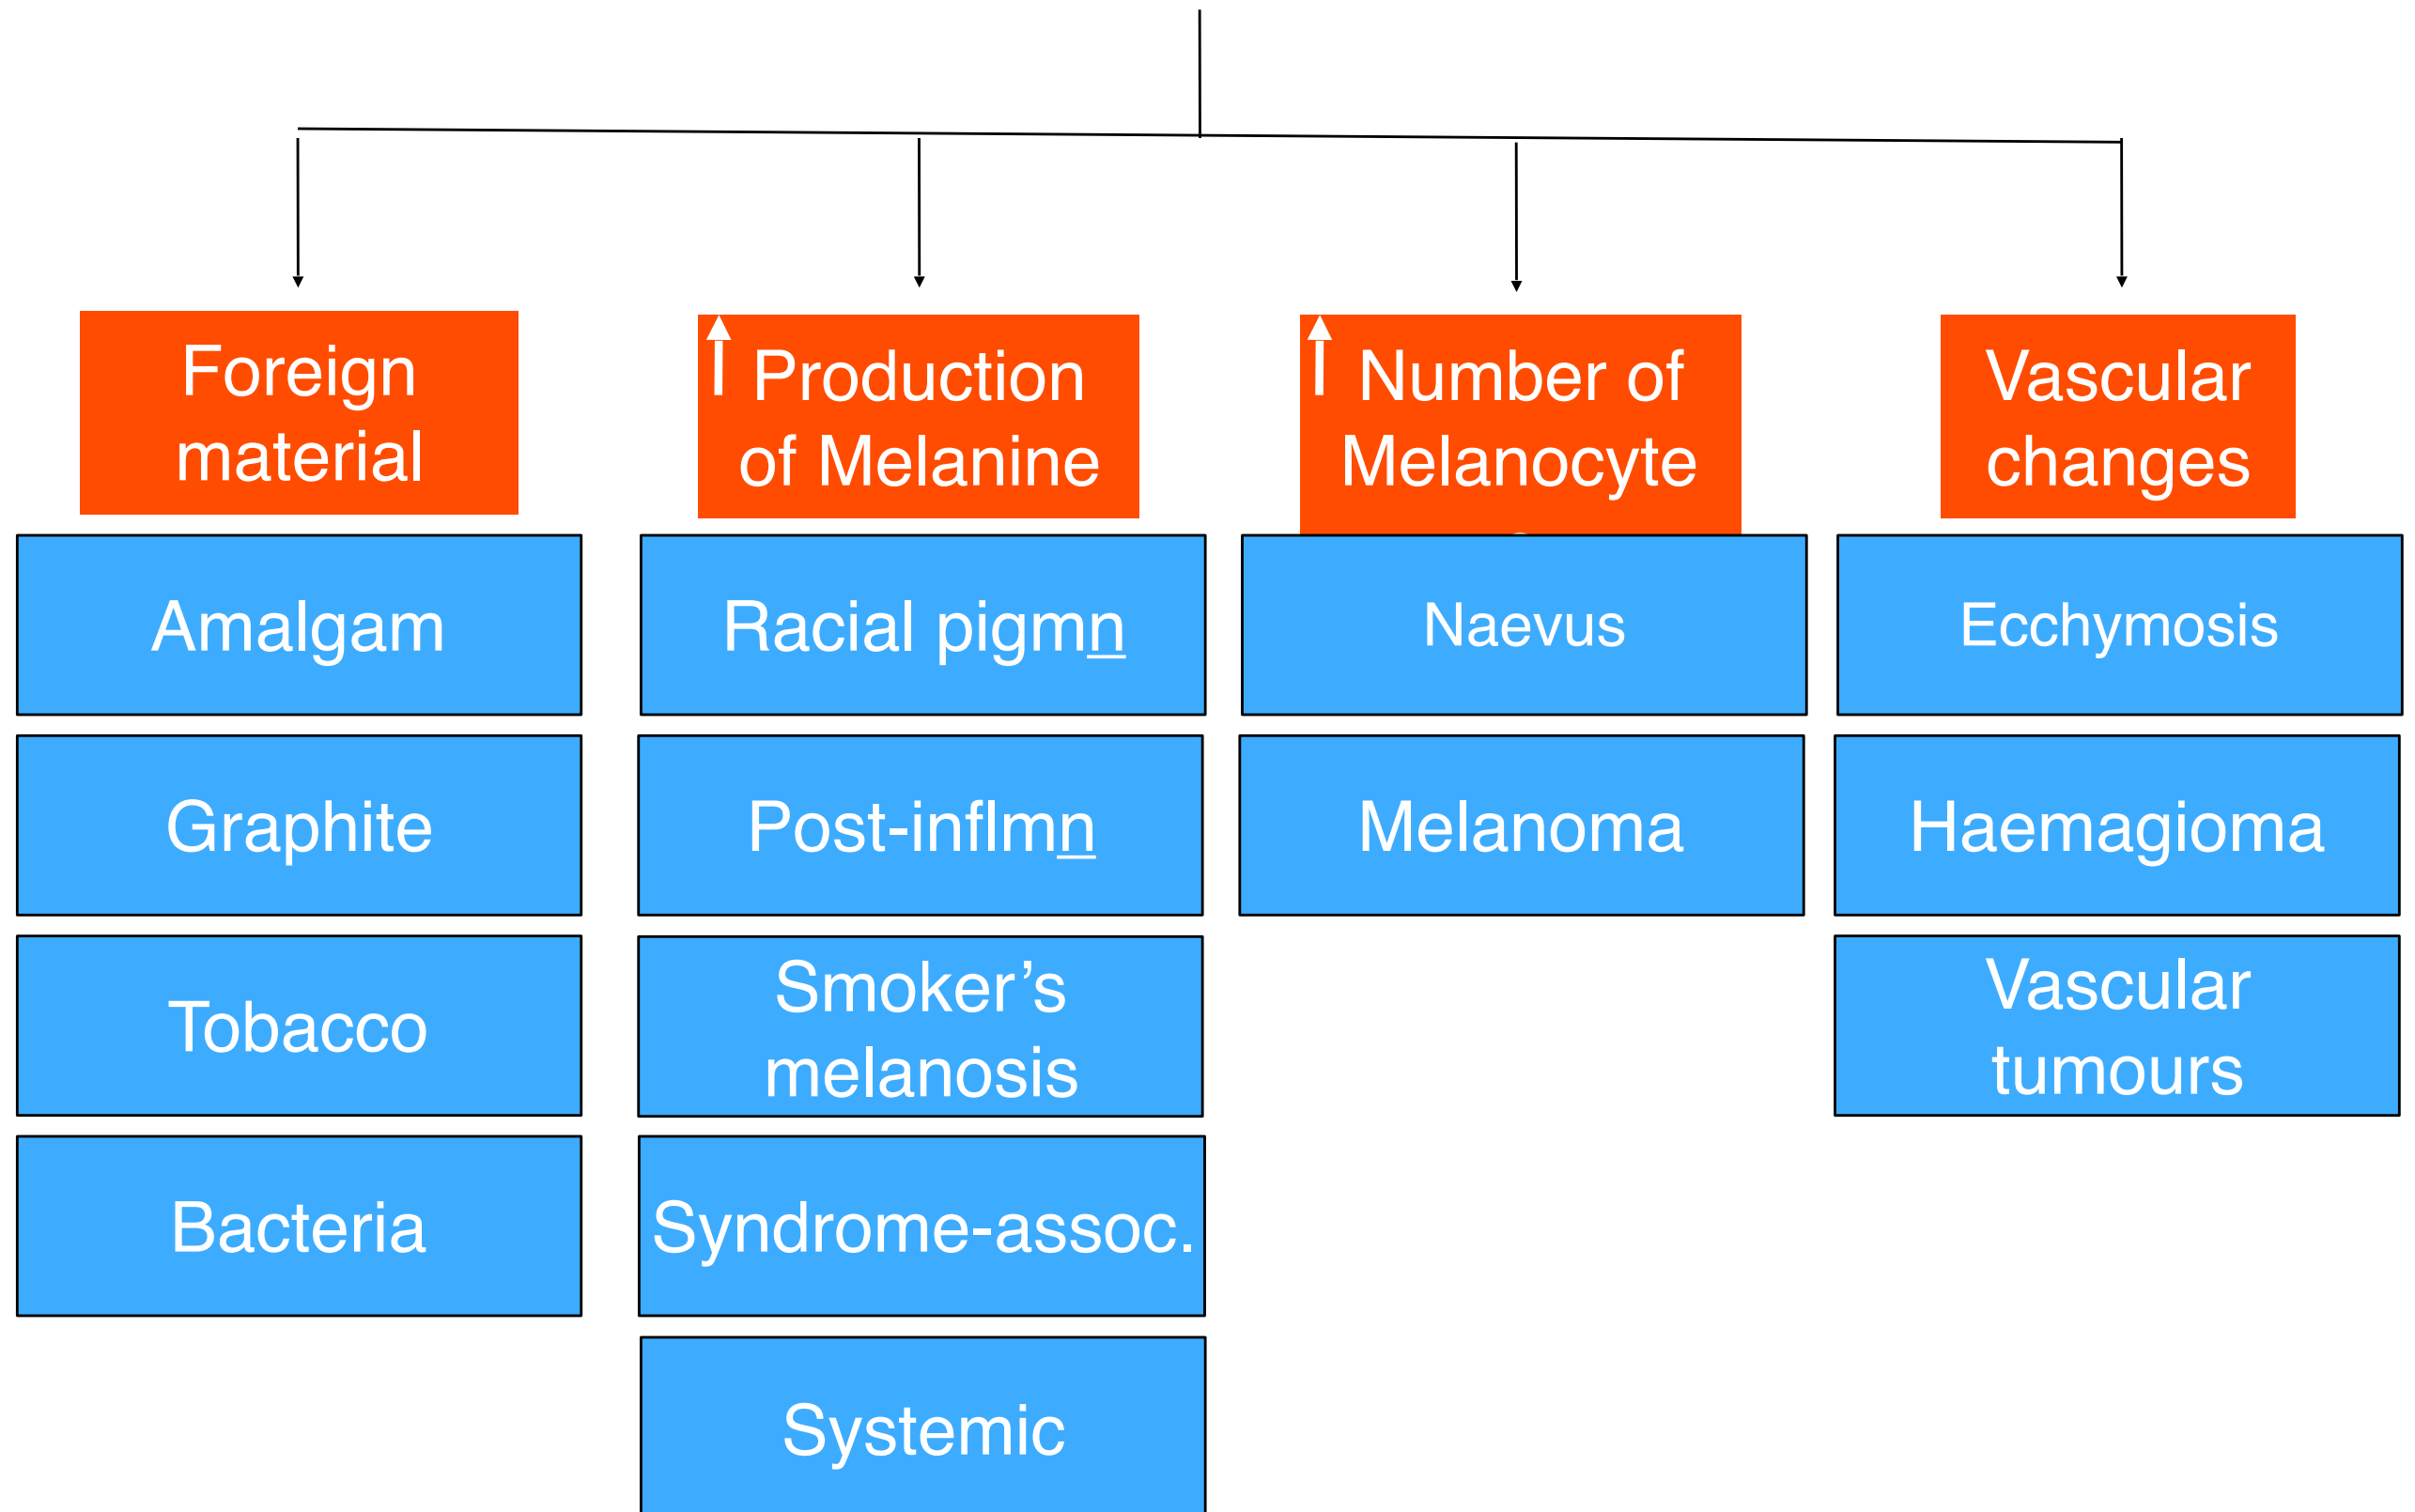 Foreign
material
Production
of Melanine
Number of
Melanocyte
Vascular
changes
Amalgam
Racial pigmn
Naevus
Ecchymosis
Graphite
Post-inflmn
Melanoma
Haemagioma
Tobacco
Smoker’s
melanosis
Vascular
tumours
Bacteria
Syndrome-assoc.
Systemic